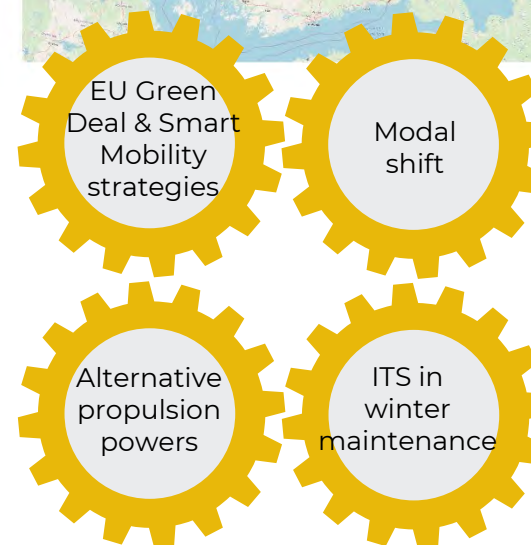 EU Green
Deal & Smart
Mobility
strategies
Modal
shift
Alternative
propulsion
powers
ITS in
winter
maintenance